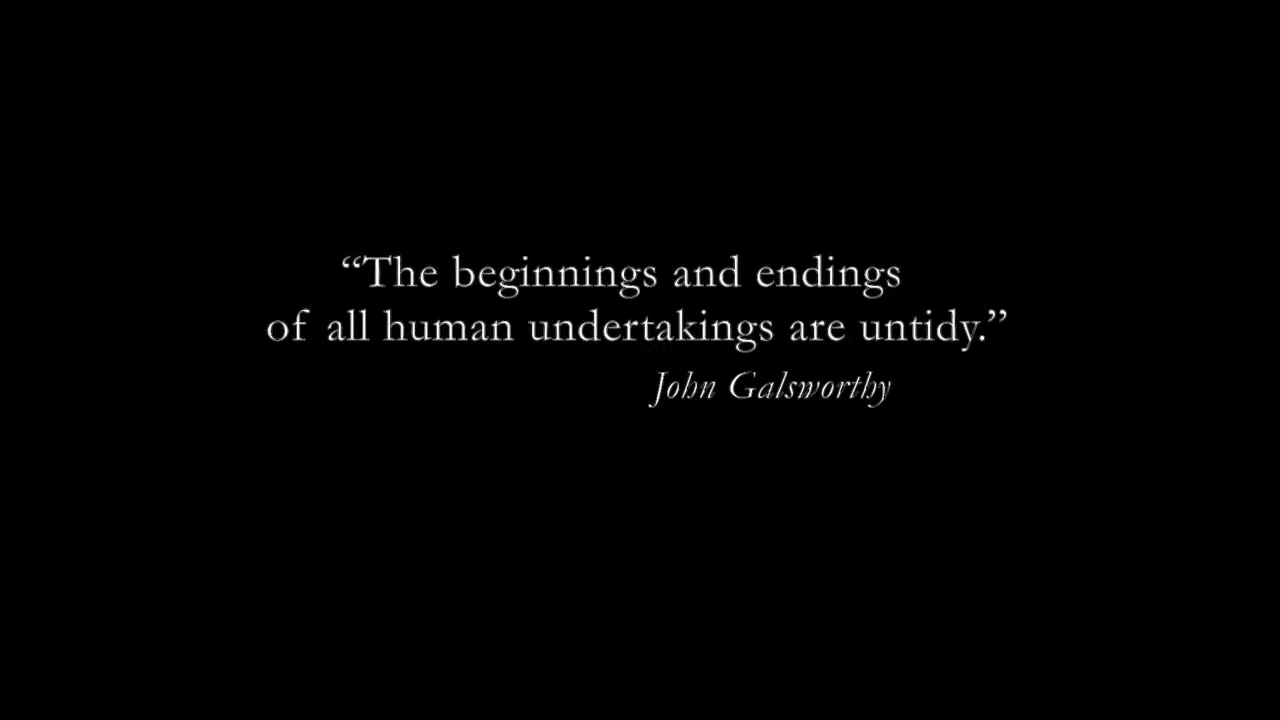 “The beginnings and endings
of all human undertakings are untidy.”
John Galsworthy